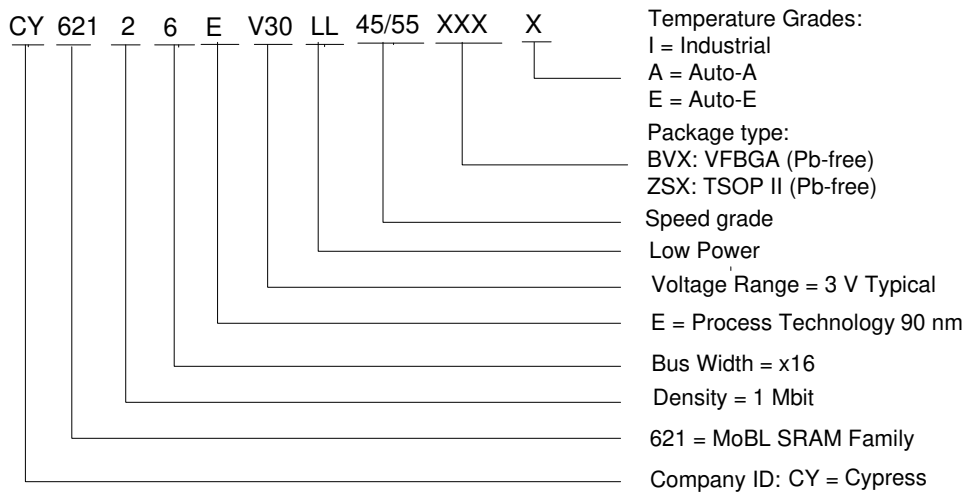 CY 621 2 6 E V30 LL 45/55 XXX X
Temperature Grades:
I = Industrial
A = Auto-A
E = Auto-E
Package type:
BVX: VFBGA (Pb-free)
ZSX: TSOP II (Pb-free)
Speed grade
Low Power
Voltage Range = 3 V Typical
E = Process Technology 90 nm
Bus Width = x16
Density = 1 Mbit
621 = MoBL SRAM Family
Company ID: CY = Cypress